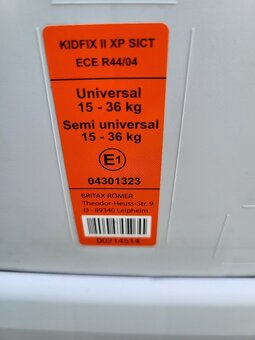 KIDFIX II XP SICT
ECE R44/04
Universal
15 - 36 kg
Semi universal
15 - 36 kg
E1
04301323
BRITAX RÖMER
Theodor-Heuss-Str. 9
D - 89340 Leipheim
00214514